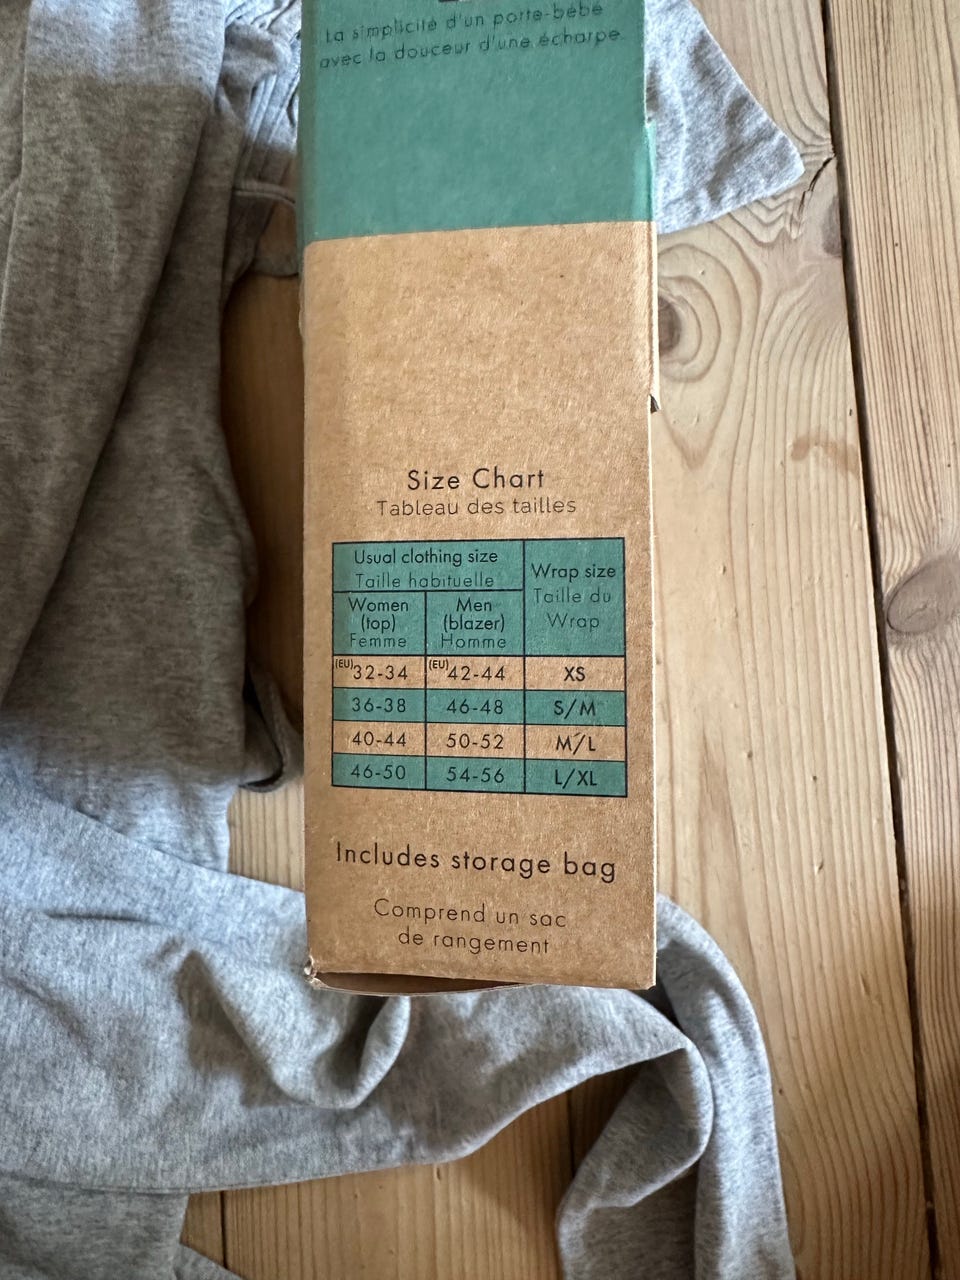 La simplicité d'un porte-bébé
avec la douceur d'une écharpe.
Size Chart
Tableau des tailles
Usual clothing size
Taille habituelle
Wrap size
Taille du
Wrap
Women
(top)
Femme
Men
(blazer)
Homme
(EU)32-34 (EU)42-44 XS
36-38 46-48 S/M
40-44 50-52 M/L
46-50 54-56 L/XL
Includes storage bag
Comprend un sac
de rangement